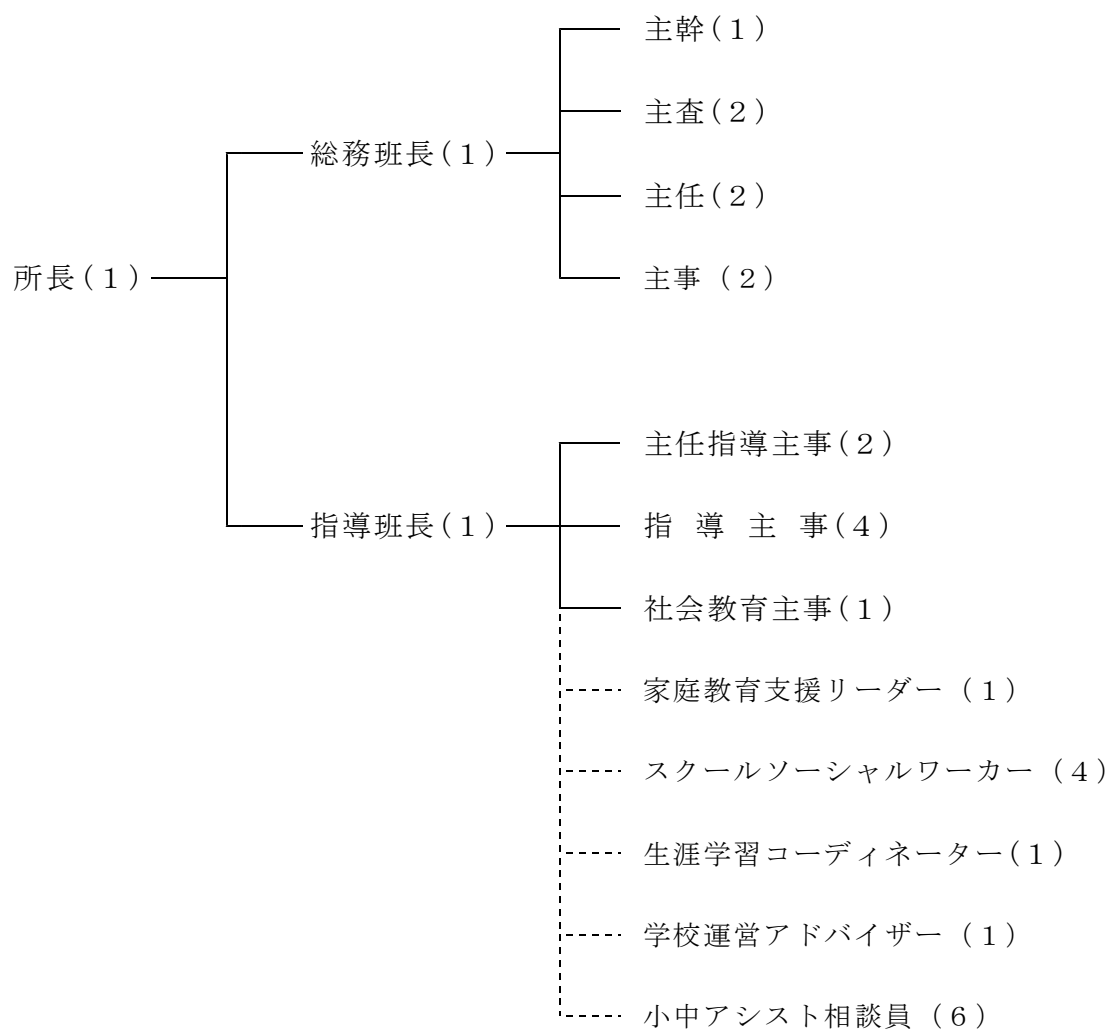 主幹(１)
主査(２)
総務班長(１)
主任(２)
所長(１)
主事 (２)
主任指導主事(２)
指導班長(１)
指 導 主 事(４)
社会教育主事(１)
家庭教育支援リーダー (１)
スクールソーシャルワーカー (４)
生涯学習コーディネーター(１)
学校運営アドバイザー (１)
小中アシスト相談員 (６)